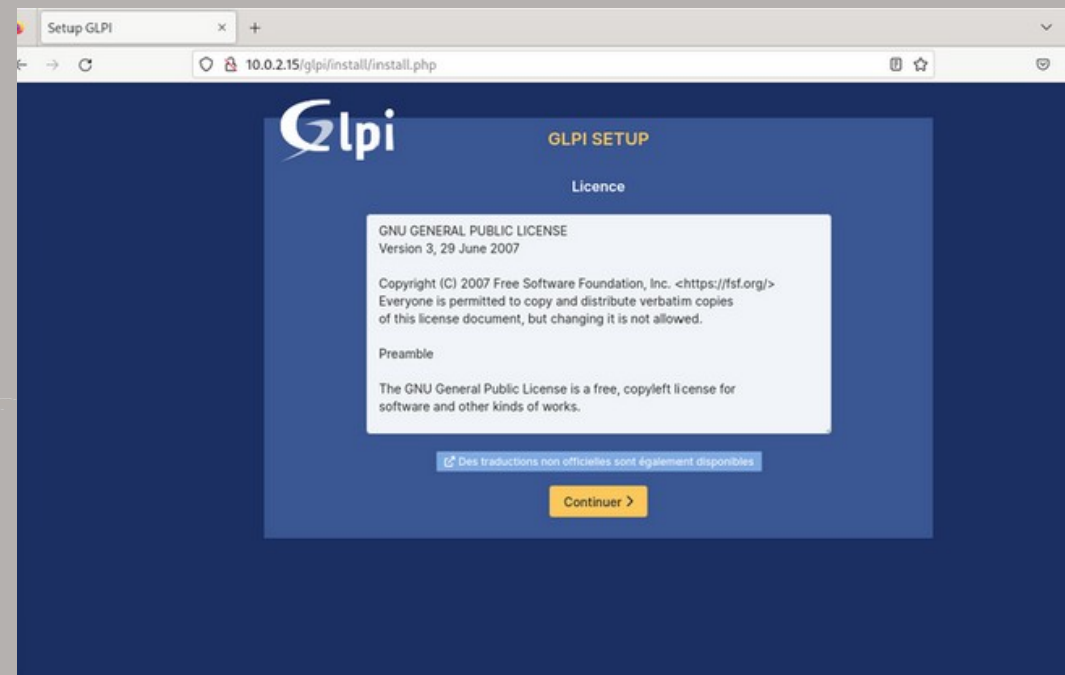 Setup GLPI
10.0.2.15/glpi/install/install.php
Glpi
GLPI SETUP
Licence
GNU GENERAL PUBLIC LICENSE
Version 3, 29 June 2007
Copyright (C) 2007 Free Software Foundation, Inc. <https://fsf.org/>
Everyone is permitted to copy and distribute verbatim copies
of this license document, but changing it is not allowed.
Preamble
The GNU General Public License is a free, copyleft license for
software and other kinds of works.
Des traductions non officielles sont également disponibles
Continuer >